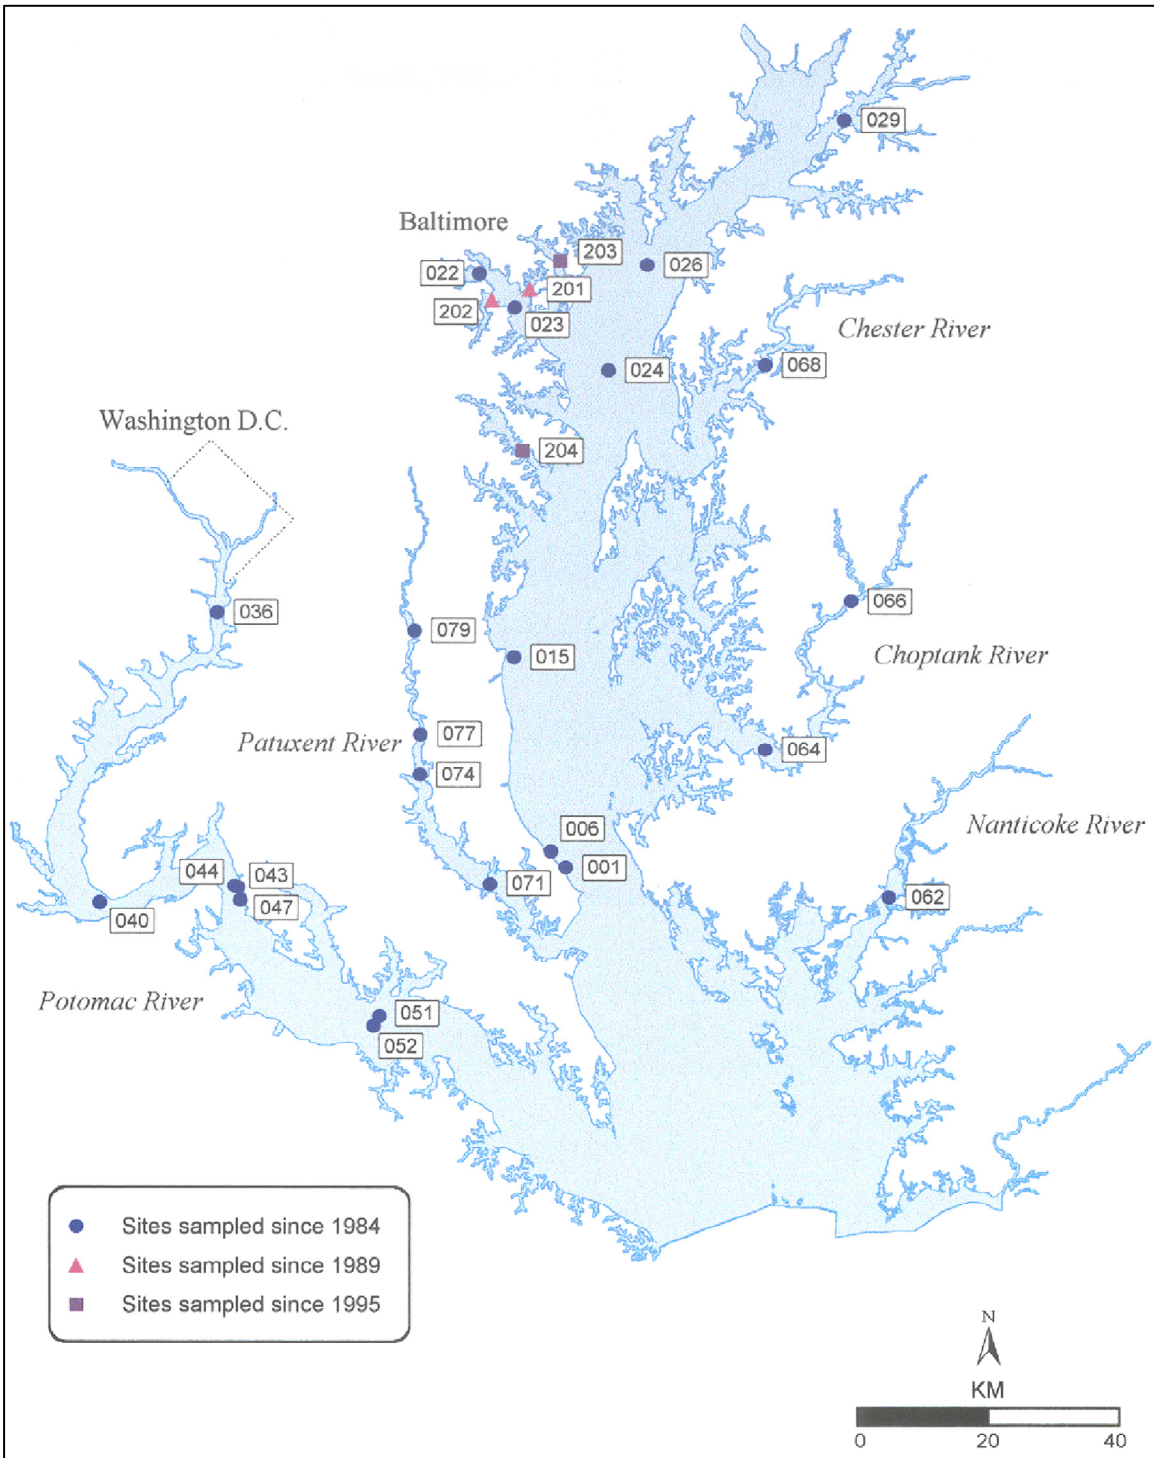 029
Baltimore
203
022
026
201
202
023
Chester River
024
068
Washington D.C.
204
036
066
079
015
Choptank River
077
Patuxent River
064
074
006
Nanticoke River
001
044
043
071
062
047
040
Potomac River
051
052
Sites sampled since 1984
Sites sampled since 1989
Sites sampled since 1995
N
KM
0 20 40